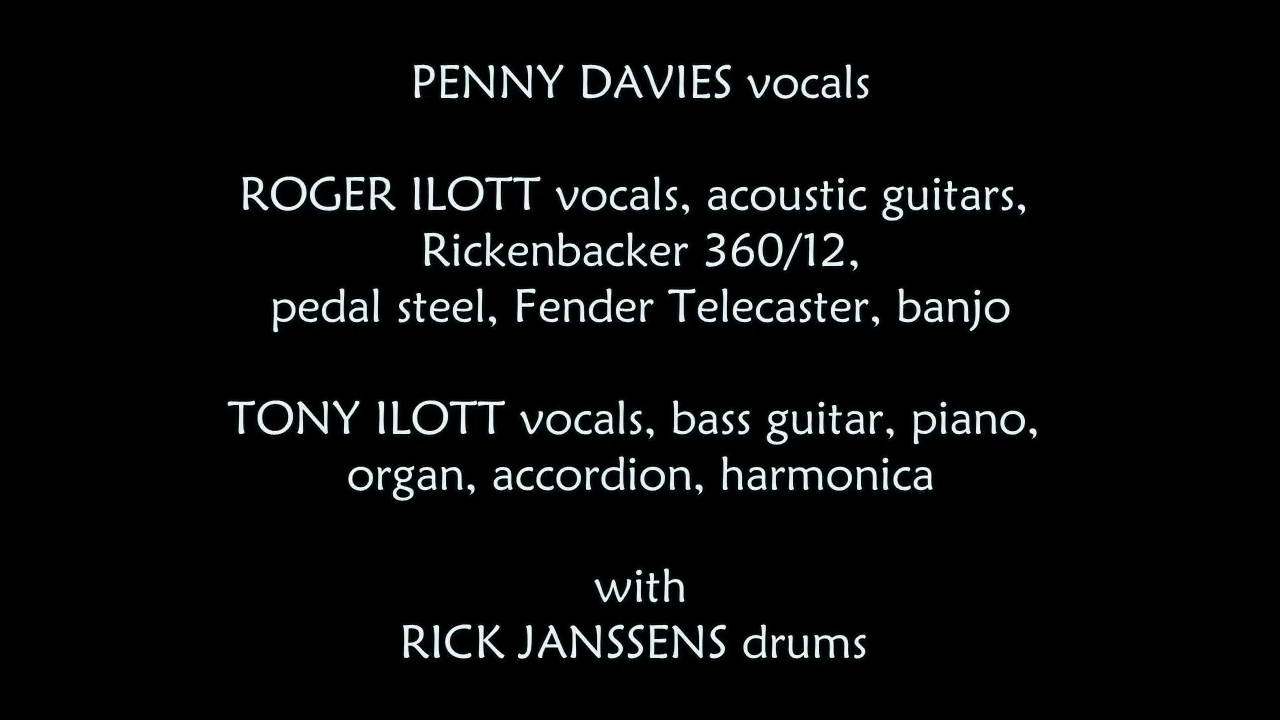 PENNY DAVIES vocals
ROGER ILOTT vocals, acoustic guitars,
Rickenbacker 360/12,
pedal steel, Fender Telecaster, banjo
TONY ILOTT vocals, bass guitar, piano,
organ, accordion, harmonica
with
RICK JANSSENS drums